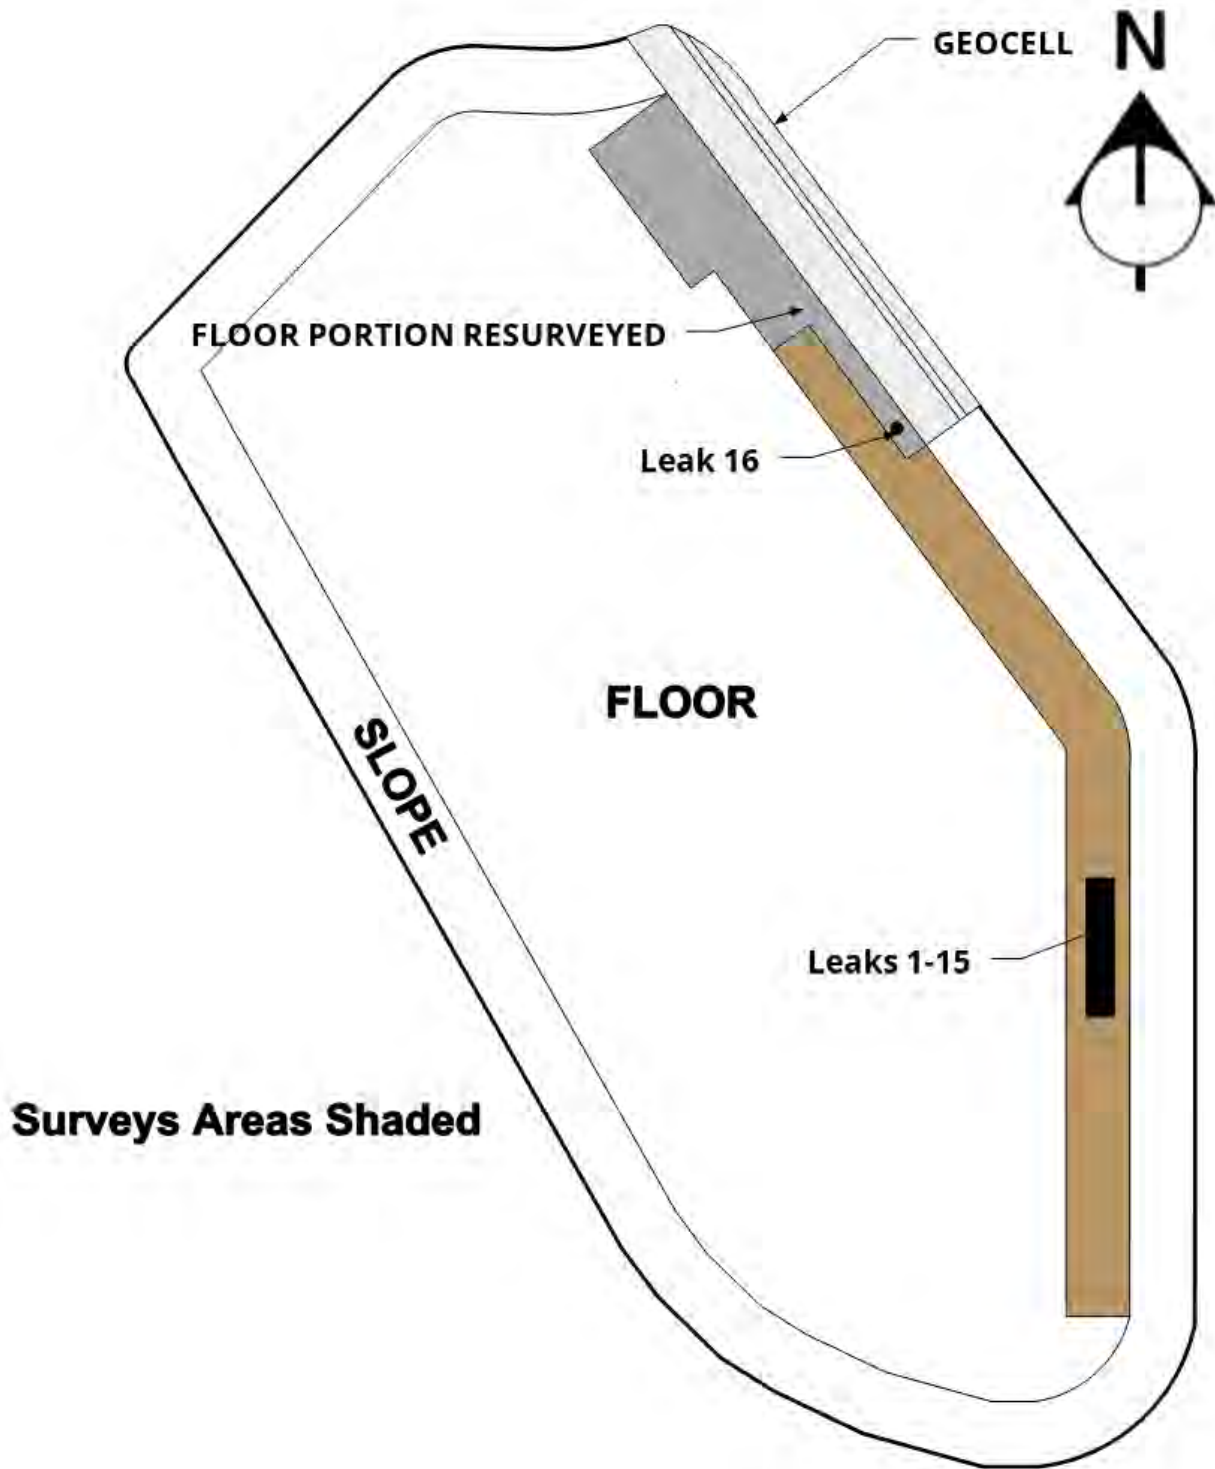 GEOCELL
N
FLOOR PORTION RESURVEYED
Leak 16
FLOOR
SLOPE
Leaks 1-15
Surveys Areas Shaded